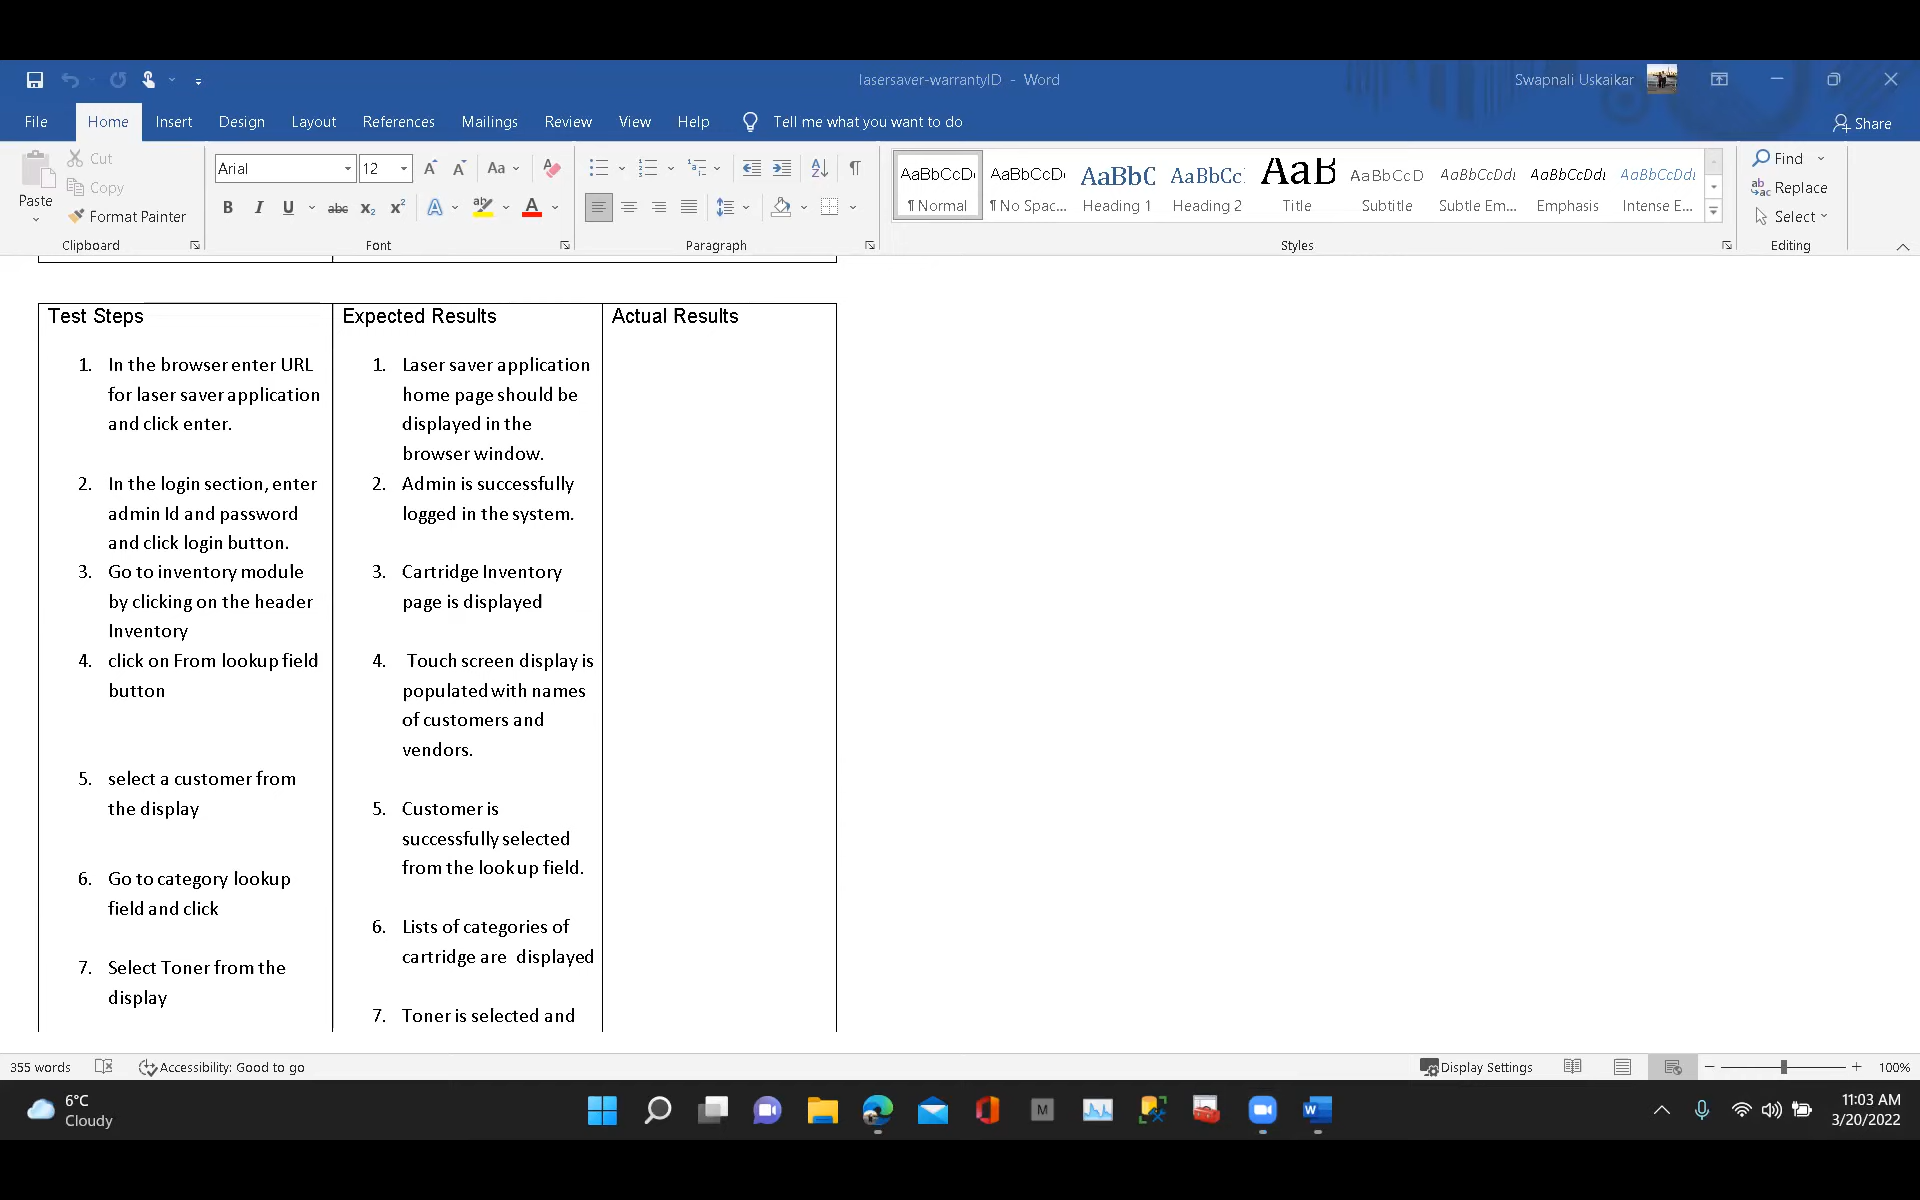 lasersaver-warrantyID - Word
Swapnali Uskaikar
File Home Insert Design Layout References Mailings Review View Help Tell me what you want to do
Share
Paste
Cut
Copy
Format Painter
Clipboard
Arial 12
Font
Paragraph
AaBbCcDı AaBbCcDı AaBbC AaBbCc AaB AaBbCcD AaBbCcDdı AaBbCcDdı AaBbCcDdı
¶ Normal ¶ No Spac... Heading 1 Heading 2 Title Subtitle Subtle Em... Emphasis Intense E...
Styles
Find
Replace
Select
Editing
Test Steps
1. In the browser enter URL
for laser saver application
and click enter.
2. In the login section, enter
admin Id and password
and click login button.
3. Go to inventory module
by clicking on the header
Inventory
4. click on From lookup field
button
5. select a customer from
the display
6. Go to category lookup
field and click
7. Select Toner from the
display
Expected Results
1. Laser saver application
home page should be
displayed in the
browser window.
2. Admin is successfully
logged in the system.
3. Cartridge Inventory
page is displayed
4. Touch screen display is
populated with names
of customers and
vendors.
5. Customer is
successfully selected
from the look up field.
6. Lists of categories of
cartridge are displayed
7. Toner is selected and
Actual Results
355 words Accessibility: Good to go Display Settings 100%
6°C
Cloudy
11:03 AM
3/20/2022